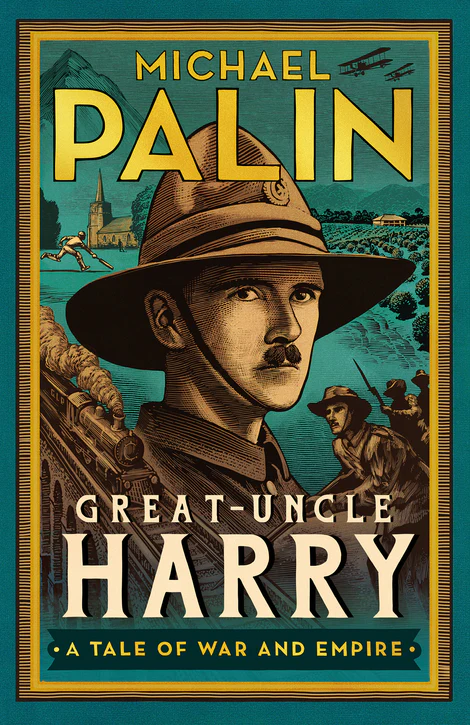 MICHAEL
PALIN
GREAT-UNCLE
HARRY
• A TALE OF WAR AND EMPIRE •